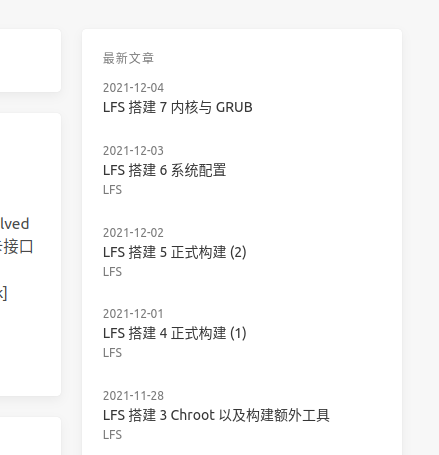 lved
卡接口
k]
最新文章
2021-12-04
LFS 搭建 7 内核与 GRUB
2021-12-03
LFS 搭建 6 系统配置
LFS
2021-12-02
LFS 搭建 5 正式构建 (2)
LFS
2021-12-01
LFS 搭建 4 正式构建 (1)
LFS
2021-11-28
LFS 搭建 3 Chroot 以及构建额外工具
LFS